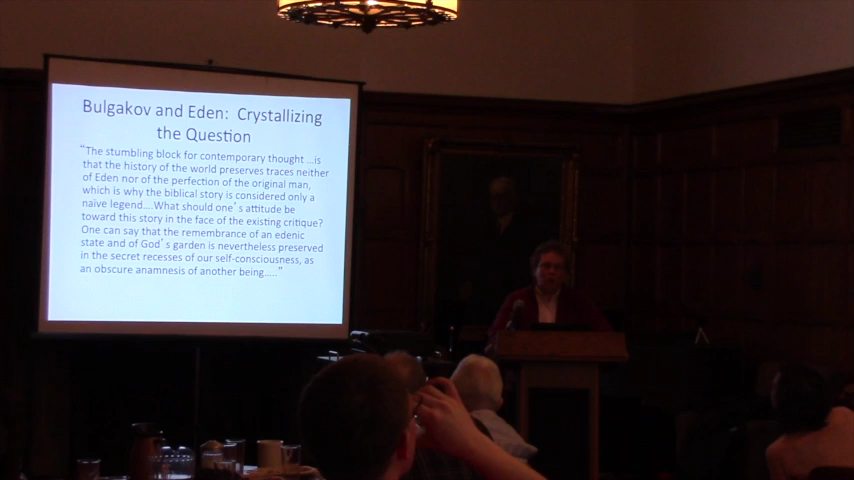 Bulgakov and Eden:  Crystallizing
the Question
"The stumbling block for contemporary thought ...is
that the history of the world preserves traces neither
of Eden nor of the perfection of the original man,
which is why the biblical story is considered only a
naïve legend....What should one's attitude be
toward this story in the face of the existing critique?
One can say that the remembrance of an edenic
state and of God's garden is nevertheless preserved
in the secret recesses of our self-consciousness, as
an obscure anamnesis of another being....."